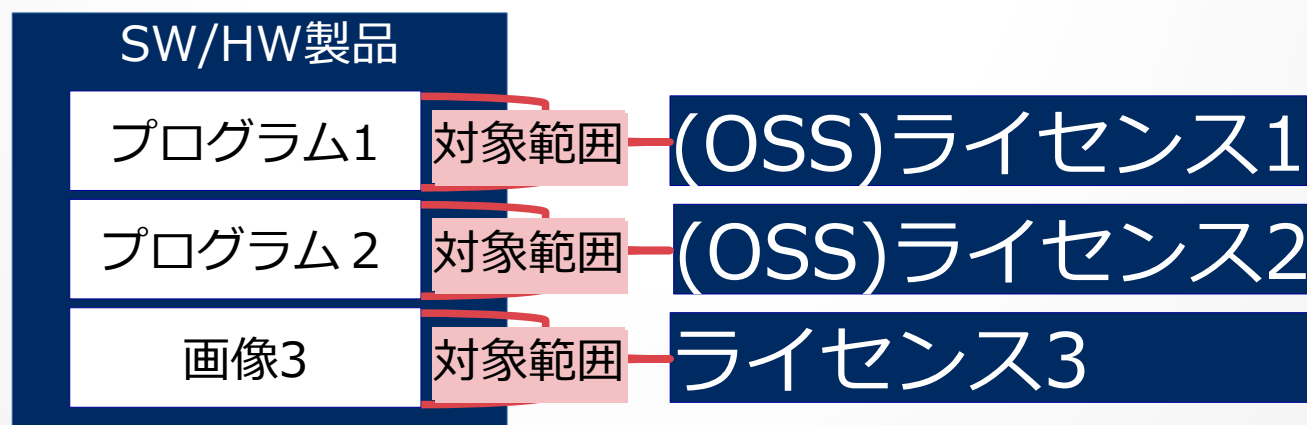 SW/HW製品
プログラム1
対象範囲
(OSS)ライセンス1
プログラム２
対象範囲
(OSS)ライセンス2
画像3
対象範囲
ライセンス3